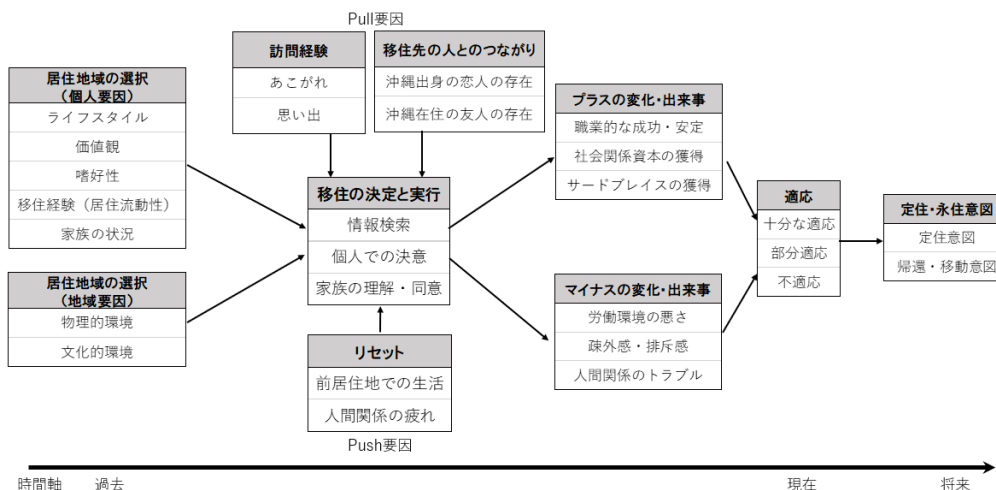 Pull要因
訪問経験
あこがれ
思い出
移住先の人とのつながり
沖縄出身の恋人の存在
沖縄在住の友人の存在
居住地域の選択
（個人要因）
ライフスタイル
価値観
嗜好性
移住経験（居住流動性）
家族の状況
居住地域の選択
（地域要因）
物理的環境
文化的環境
移住の決定と実行
情報検索
個人での決意
家族の理解・同意
リセット
前居住地での生活
人間関係の疲れ
Push要因
プラスの変化・出来事
職業的な成功・安定
社会関係資本の獲得
サードプレイスの獲得
マイナスの変化・出来事
労働環境の悪さ
疎外感・排斥感
人間関係のトラブル
適応
十分な適応
部分適応
不適応
定住・永住意図
定住意図
帰還・移動意図
時間軸
過去
現在
将来